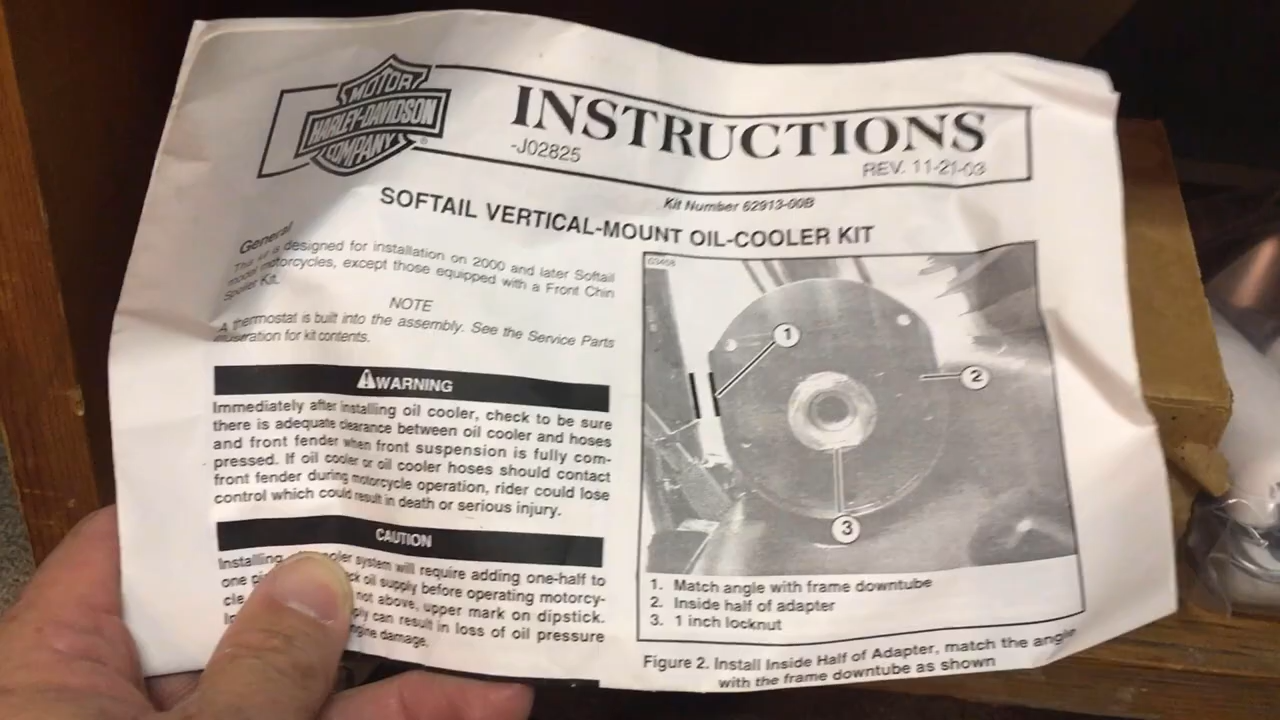 MOTOR
HARLEY-DAVIDSON
COMPANY
INSTRUCTIONS
-J02825
REV. 11-21-03
Kit Number 62913-00B
SOFTAIL VERTICAL-MOUNT OIL-COOLER KIT
General
This kit is designed for installation on 2000 and later Softail
model motorcycles, except those equipped with a Front Chin
Spoiler Kit.
NOTE
A thermostat is built into the assembly. See the Service Parts
illustration for kit contents.
WARNING
Immediately after installing oil cooler, check to be sure
there is adequate clearance between oil cooler and hoses
and front fender when front suspension is fully com-
pressed. If oil cooler or oil cooler hoses should contact
front fender during motorcycle operation, rider could lose
control which could result in death or serious injury.
CAUTION
Installing cooler system will require adding one-half to
one oil supply before operating motorcy-
cle. not above, upper mark on dipstick.
can result in loss of oil pressure
engine damage.
1
2
3
1. Match angle with frame downtube
2. Inside half of adapter
3. 1 inch locknut
Figure 2. Install Inside Half of Adapter, match the angle
with the frame downtube as shown